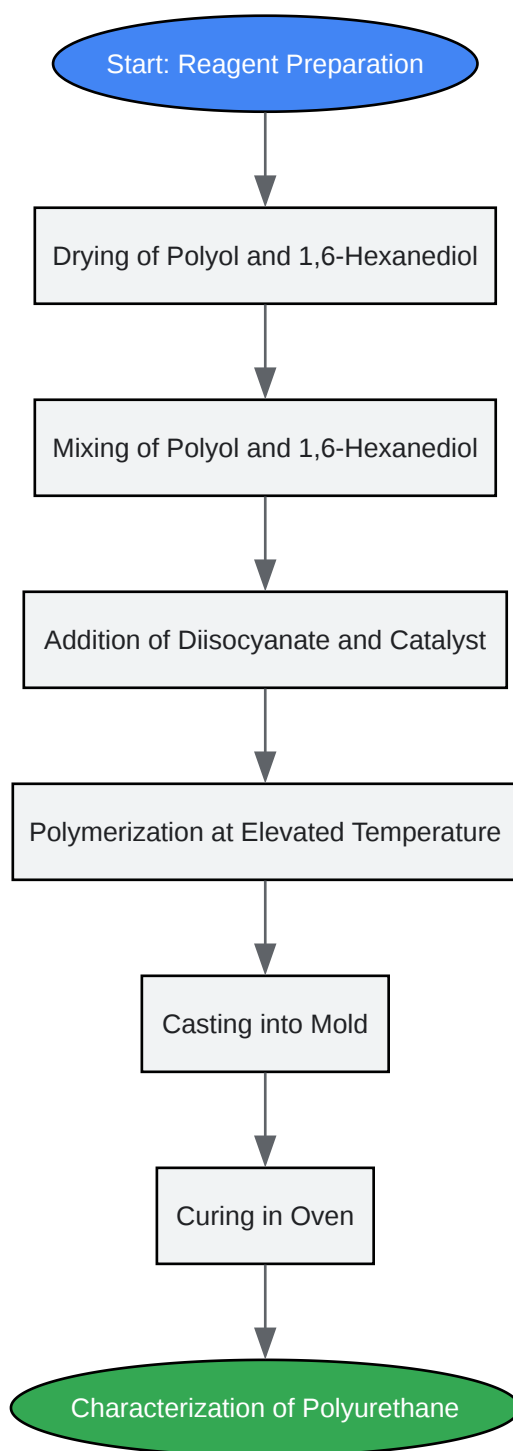 Start: Reagent Preparation
Drying of Polyol and 1,6-Hexanediol
Mixing of Polyol and 1,6-Hexanediol
Addition of Diisocyanate and Catalyst
Polymerization at Elevated Temperature
Casting into Mold
Curing in Oven
Characterization of Polyurethane